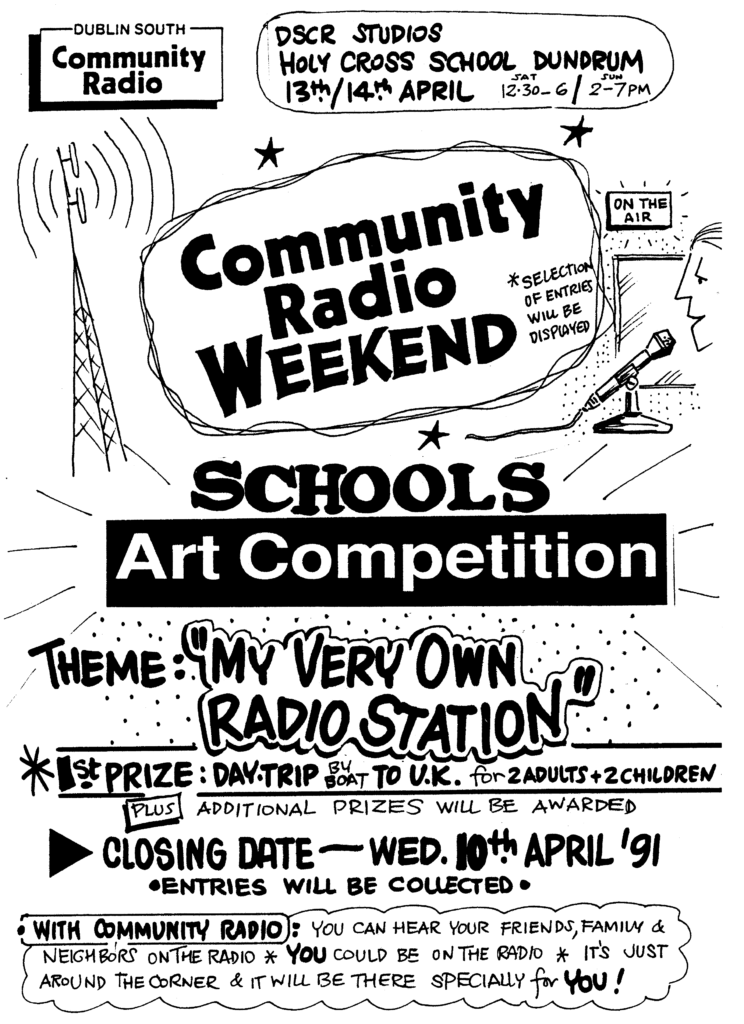 DUBLIN SOUTH
Community
Radio
DSCR STUDIOS
HOLY CROSS SCHOOL DUNDRUM
13th/14th APRIL SAT 12.30-6/ SUN 2-7PM
ON THE
AIR
Community
Radio
WEEKEND
*SELECTION
OF ENTRIES
WILL BE
DISPLAYED
SCHOOLS
Art Competition
THEME: "MY VERY OWN
RADIO STATION"
*1st PRIZE: DAY-TRIP BY BOAT TO U.K. for 2 ADULTS + 2 CHILDREN
PLUS ADDITIONAL PRIZES WILL BE AWARDED
CLOSING DATE — WED. 10th APRIL '91
•ENTRIES WILL BE COLLECTED•
• WITH COMMUNITY RADIO: YOU CAN HEAR YOUR FRIENDS, FAMILY &
NEIGHBORS ON THE RADIO * YOU COULD BE ON THE RADIO * IT'S JUST
AROUND THE CORNER & IT WILL BE THERE SPECIALLY for YOU!